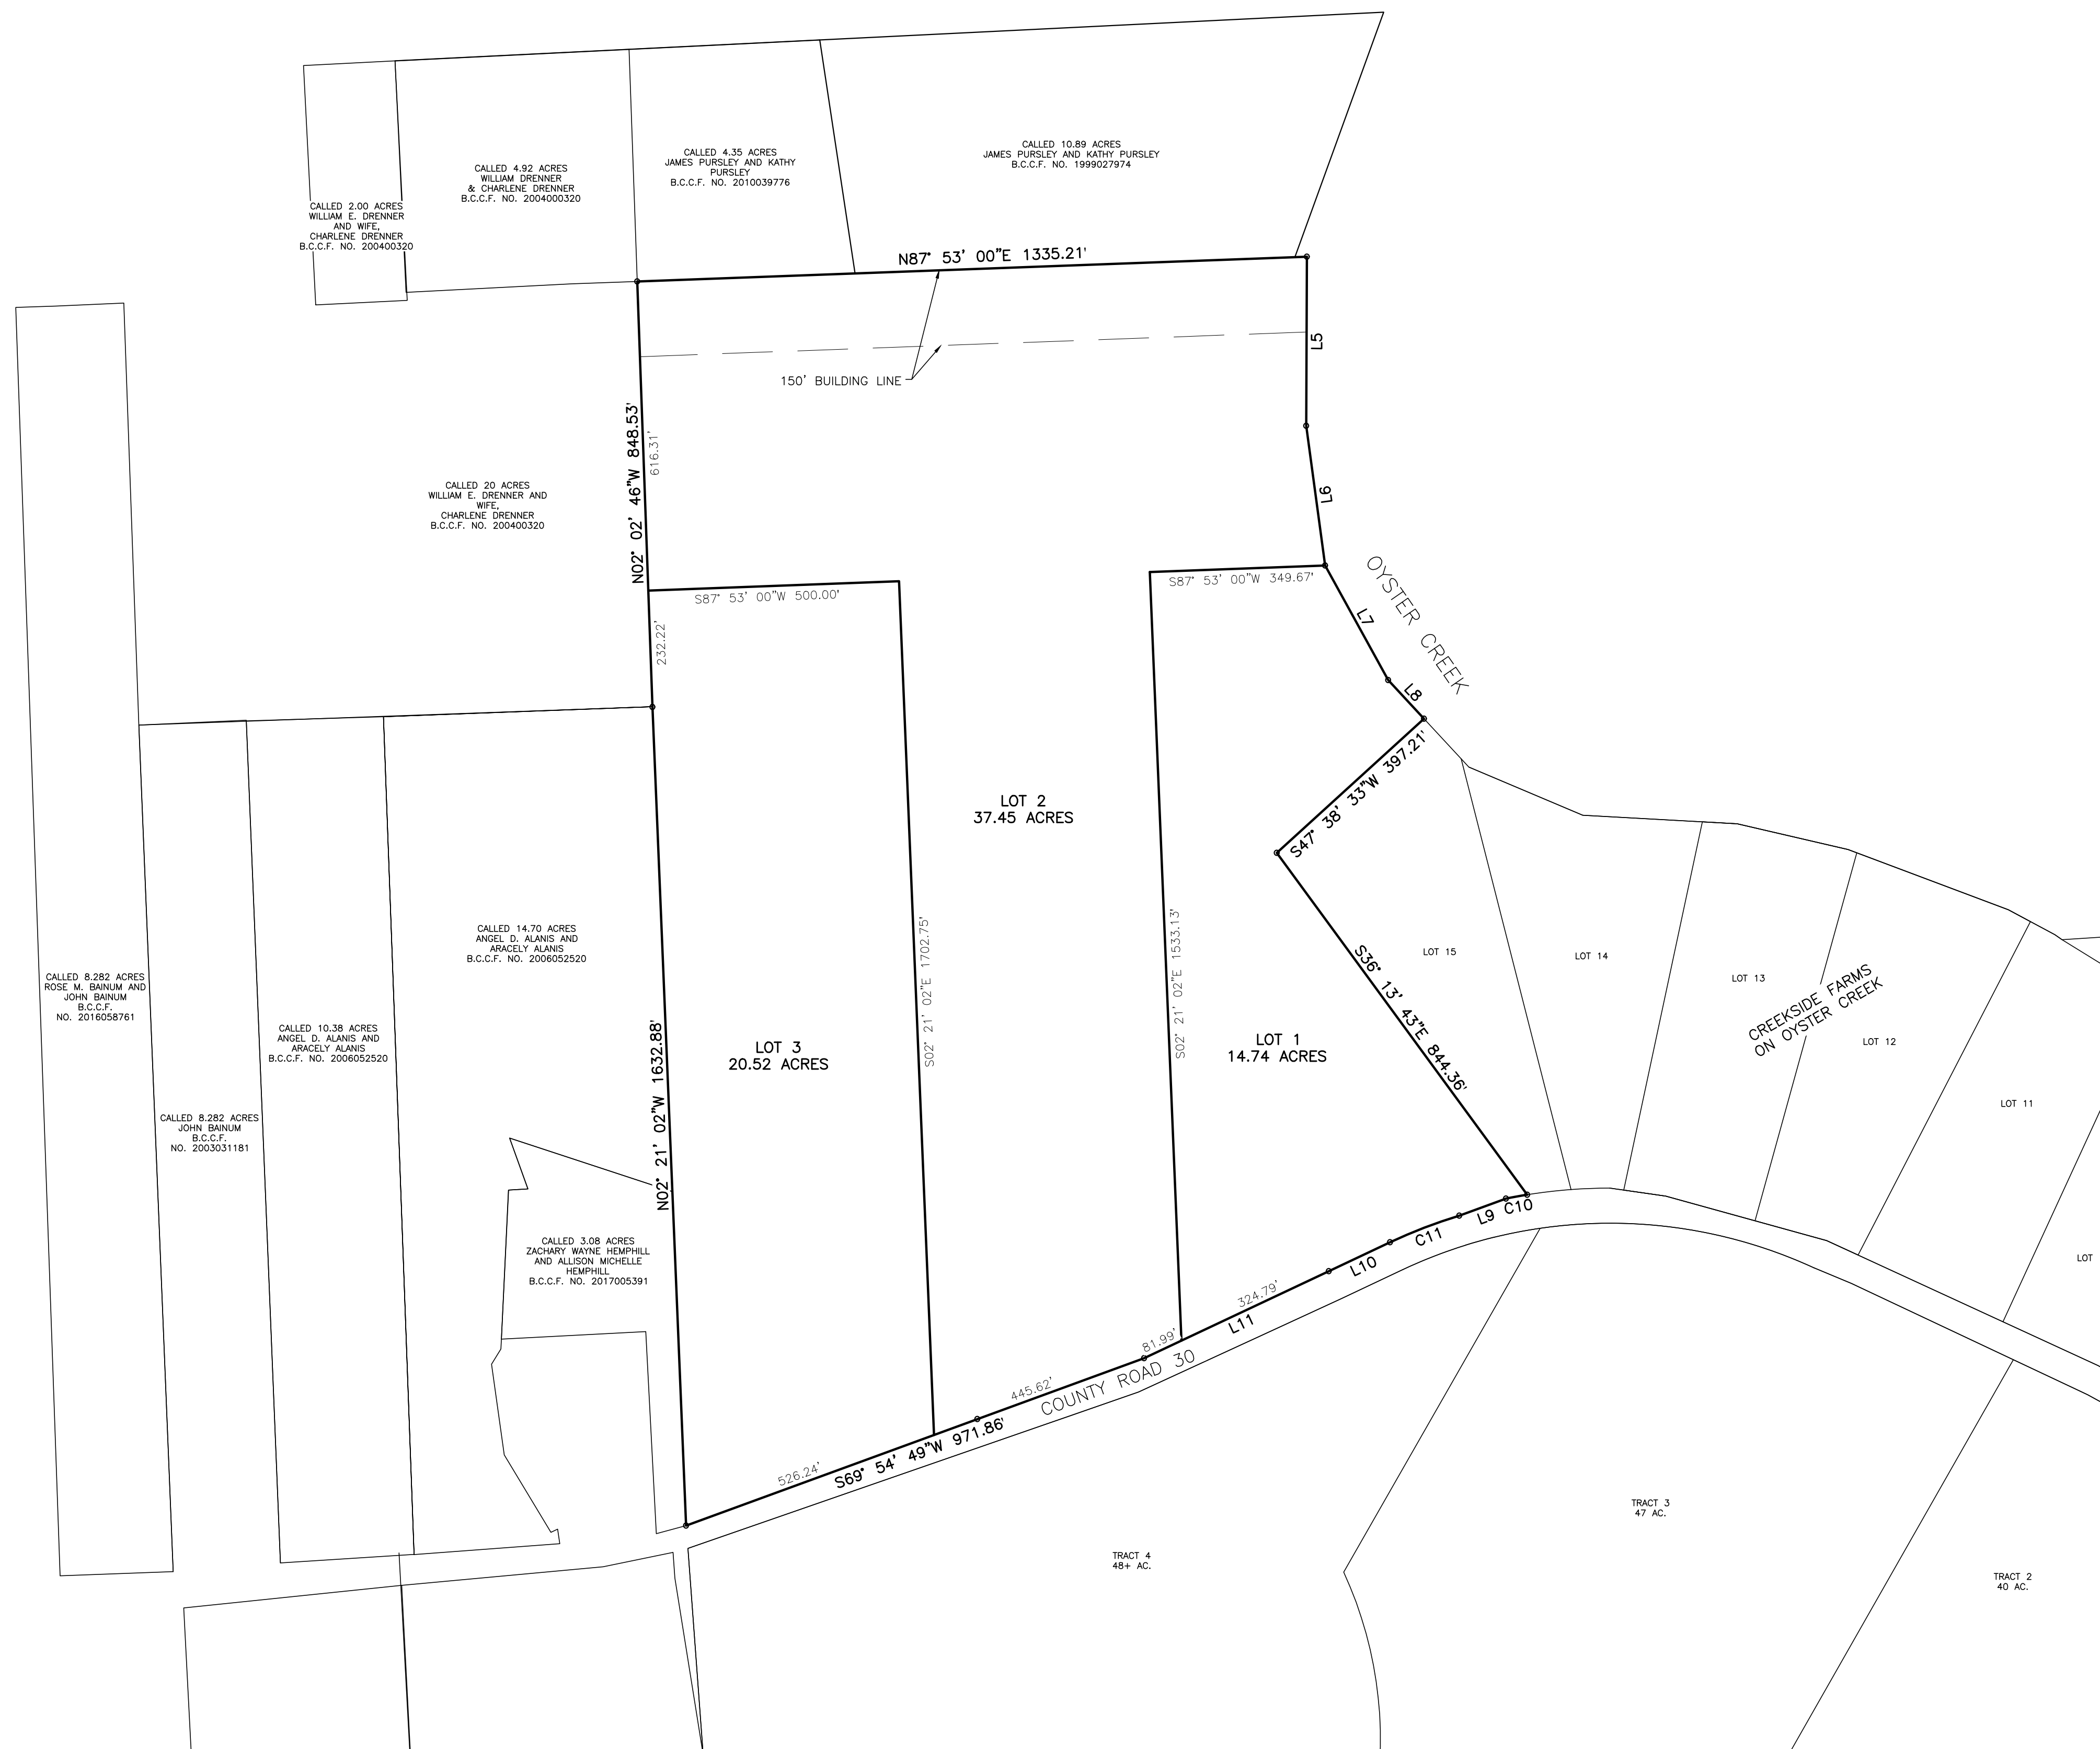 CALLED 10.89 ACRES
JAMES PURSLEY AND KATHY PURSLEY
B.C.C.F. NO. 1999027974
CALLED 4.35 ACRES
JAMES PURSLEY AND KATHY
PURSLEY
B.C.C.F. NO. 2010039776
CALLED 4.92 ACRES
WILLIAM DRENNER
& CHARLENE DRENNER
B.C.C.F. NO. 2004000320
CALLED 2.00 ACRES
WILLIAM E. DRENNER
AND WIFE,
CHARLENE DRENNER
B.C.C.F. NO. 200400320
N87° 53' 00"E 1335.21'
L5
150' BUILDING LINE
N02° 02' 46"W 848.53'
616.31'
L6
CALLED 20 ACRES
WILLIAM E. DRENNER AND
WIFE,
CHARLENE DRENNER
B.C.C.F. NO. 200400320
S87° 53' 00"W 500.00'
S87° 53' 00"W 349.67'
OYSTER CREEK
L7
232.22'
L8
S47° 38' 33"W 397.21'
LOT 2
37.45 ACRES
CALLED 14.70 ACRES
ANGEL D. ALANIS AND
ARACELY ALANIS
B.C.C.F. NO. 2006052520
S02° 21' 02"E 1702.75'
S02° 21' 02"E 1533.13'
S36° 13' 43"E 844.36'
LOT 15
LOT 14
LOT 13
CREEKSIDE FARMS
ON OYSTER CREEK
LOT 12
LOT 11
LOT
CALLED 8.282 ACRES
ROSE M. BAINUM AND
JOHN BAINUM
B.C.C.F.
NO. 2016058761
CALLED 10.38 ACRES
ANGEL D. ALANIS AND
ARACELY ALANIS
B.C.C.F. NO. 2006052520
CALLED 8.282 ACRES
JOHN BAINUM
B.C.C.F.
NO. 2003031181
N02° 21' 02"W 1632.88'
LOT 3
20.52 ACRES
LOT 1
14.74 ACRES
CALLED 3.08 ACRES
ZACHARY WAYNE HEMPHILL
AND ALLISON MICHELLE
HEMPHILL
B.C.C.F. NO. 2017005391
C10
L9
C11
L10
324.79'
L11
81.99'
COUNTY ROAD 30
445.62'
S69° 54' 49"W 971.86'
526.24'
TRACT 4
48+ AC.
TRACT 3
47 AC.
TRACT 2
40 AC.